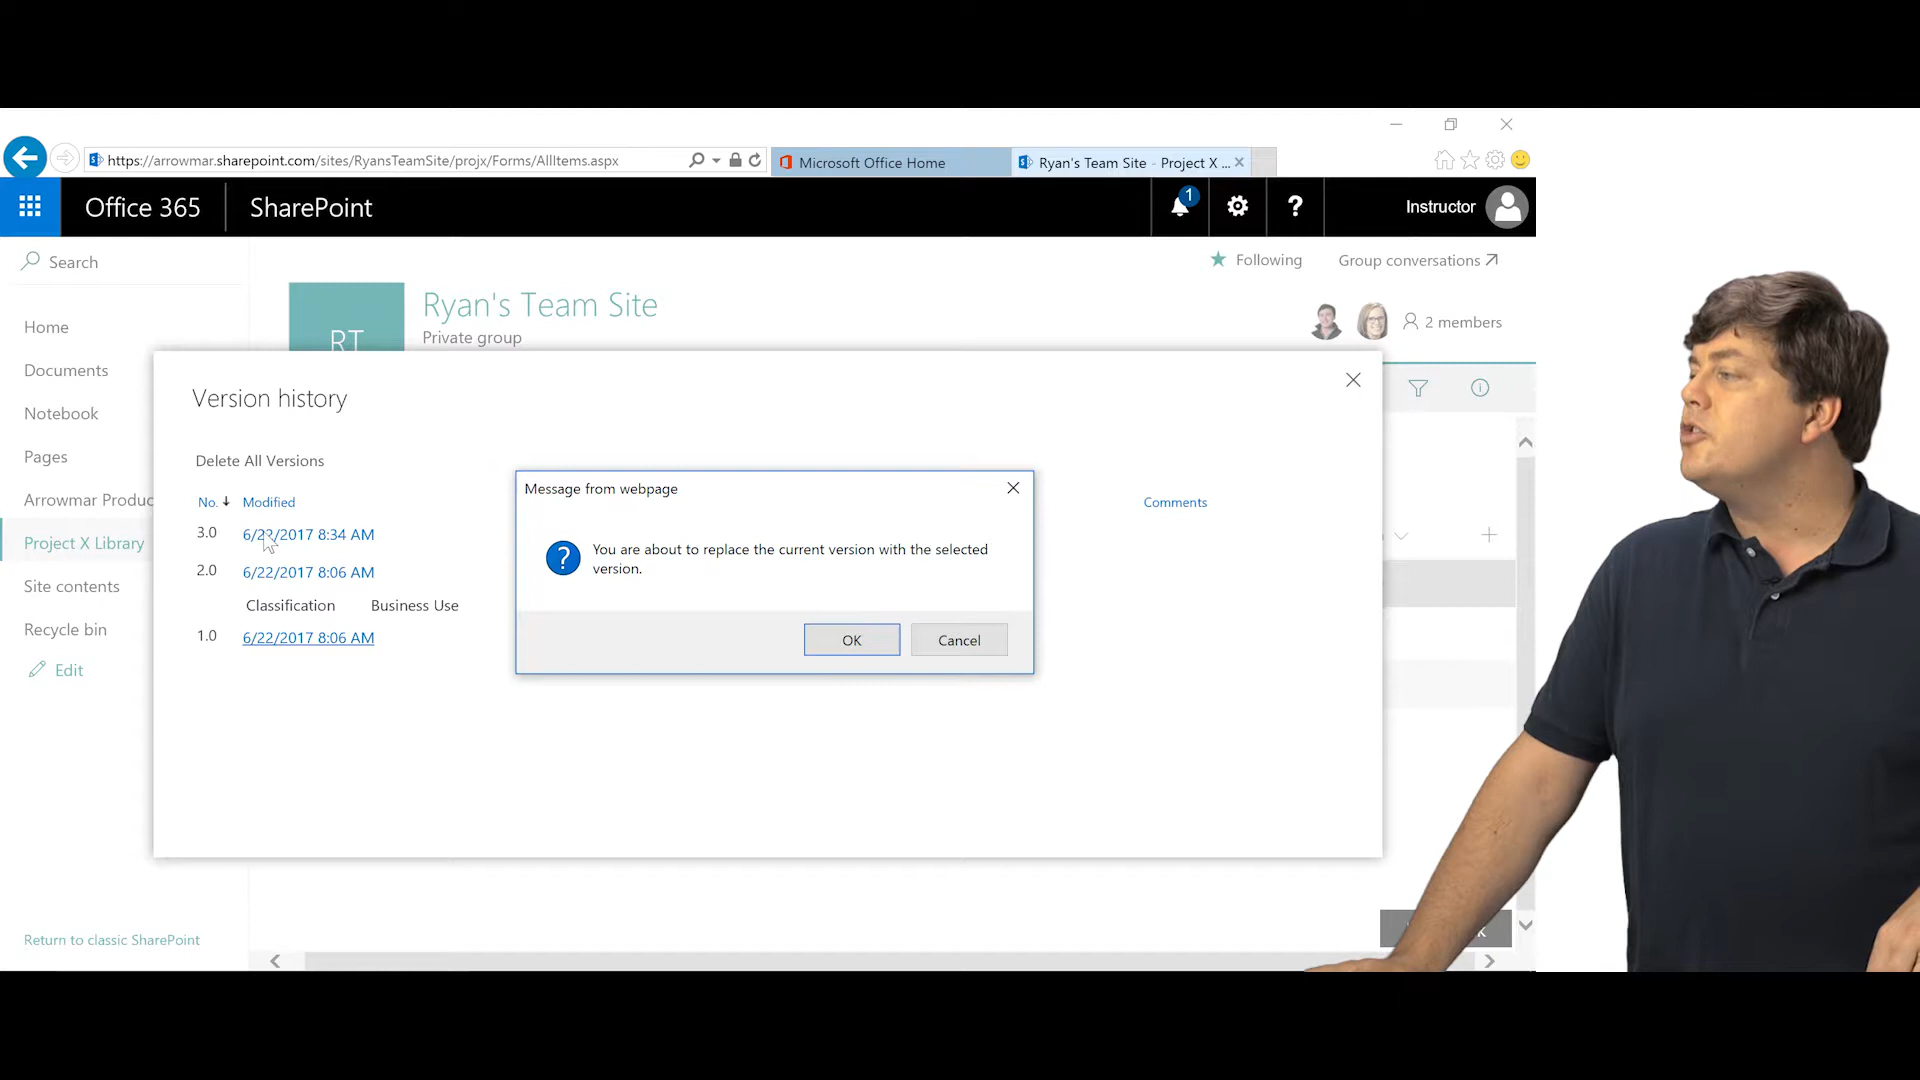 https://arrowmar.sharepoint.com/sites/RyansTeamSite/projx/Forms/AllItems.aspx
Microsoft Office Home
Ryan's Team Site - Project X ...
Office 365
SharePoint
1
?
Instructor
Search
Following
Group conversations
RT
Ryan's Team Site
Private group
2 members
Home
Documents
Notebook
Pages
Arrowmar Produc
Project X Library
Site contents
Recycle bin
Edit
Return to classic SharePoint
Version history
Delete All Versions
No. Modified
Comments
3.0 6/22/2017 8:34 AM
2.0 6/22/2017 8:06 AM
Classification Business Use
1.0 6/22/2017 8:06 AM
Message from webpage
You are about to replace the current version with the selected
version.
OK Cancel